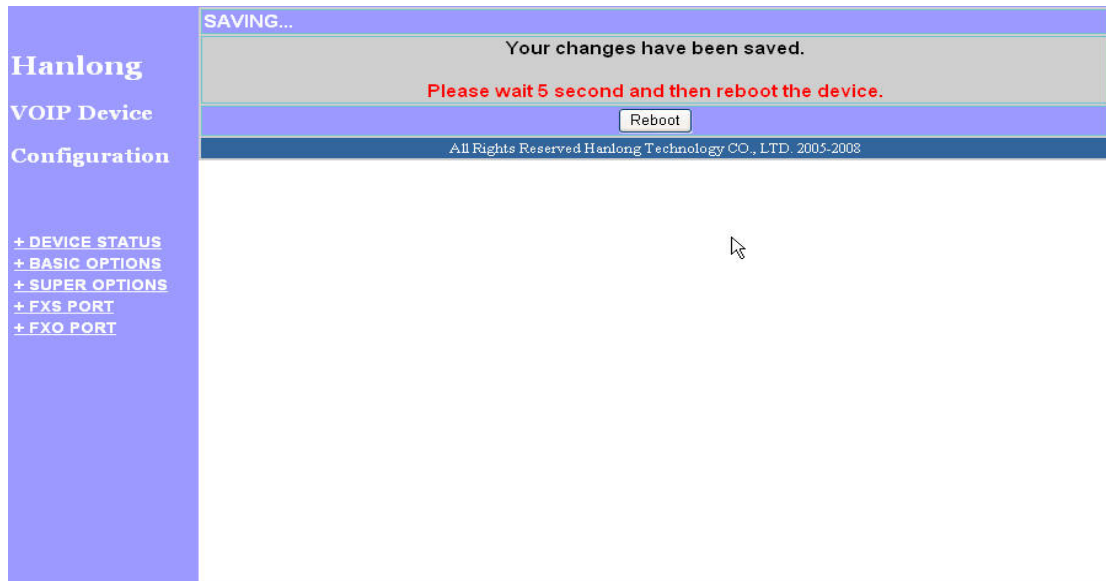 Hanlong
VOIP Device
Configuration
+ DEVICE STATUS
+ BASIC OPTIONS
+ SUPER OPTIONS
+ FXS PORT
+ FXO PORT
SAVING...
Your changes have been saved.
Please wait 5 second and then reboot the device.
Reboot
All Rights Reserved Hanlong Technology CO., LTD. 2005-2008